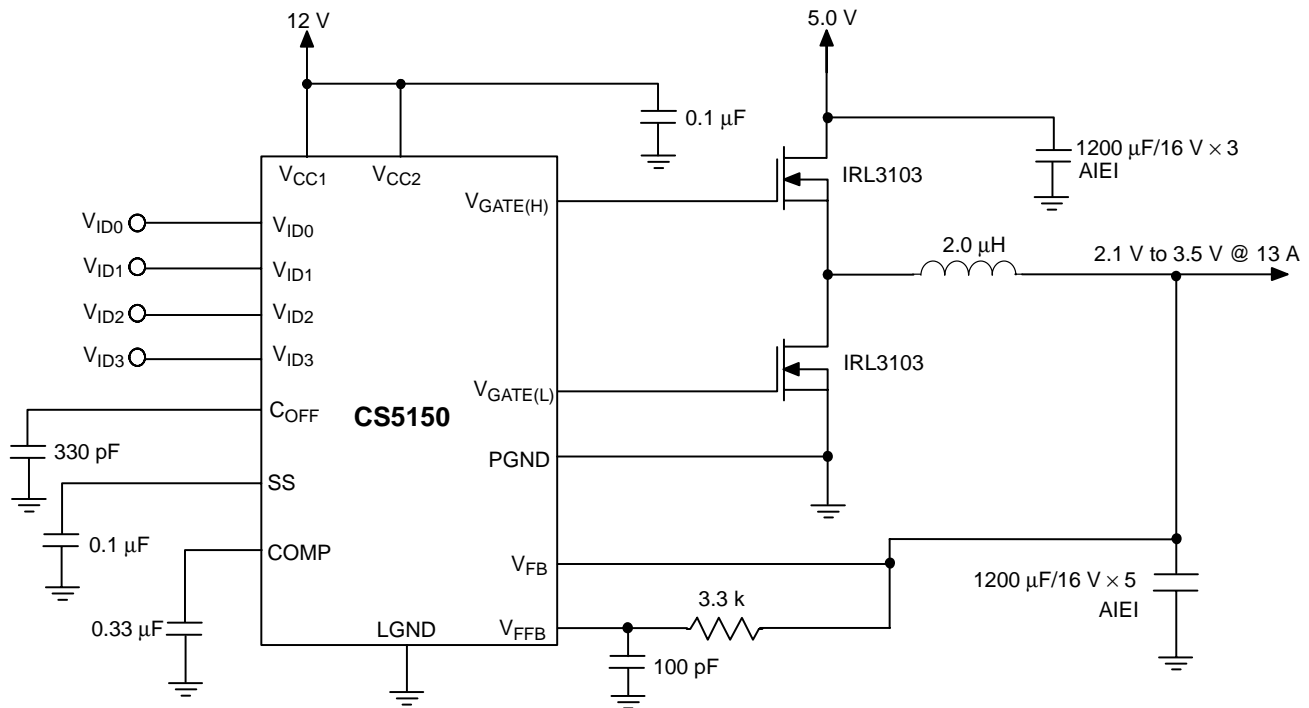 12 V
5.0 V
0.1 μF
1200 μF/16 V × 3
AIEI
VCC1
VCC2
IRL3103
VGATE(H)
VID0
VID0
2.0 μH
2.1 V to 3.5 V @ 13 A
VID1
VID1
VID2
VID2
VID3
VID3
IRL3103
VGATE(L)
COFF
CS5150
330 pF
PGND
SS
0.1 μF
COMP
VFB
1200 μF/16 V × 5
AIEI
3.3 k
0.33 μF
LGND
VFFB
100 pF